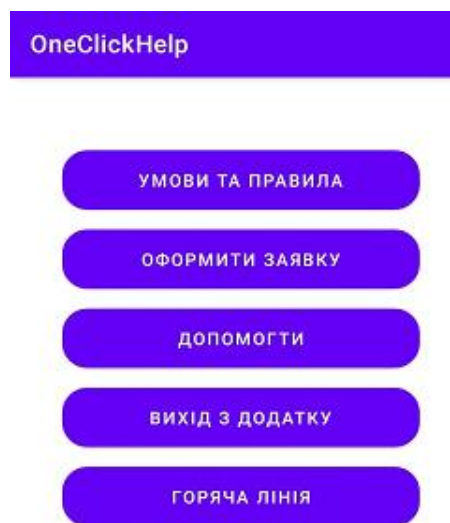 OneClickHelp
УМОВИ ТА ПРАВИЛА
ОФОРМИТИ ЗАЯВКУ
ДОПОМОГТИ
ВИХІД З ДОДАТКУ
ГОРЯЧА ЛІНІЯ